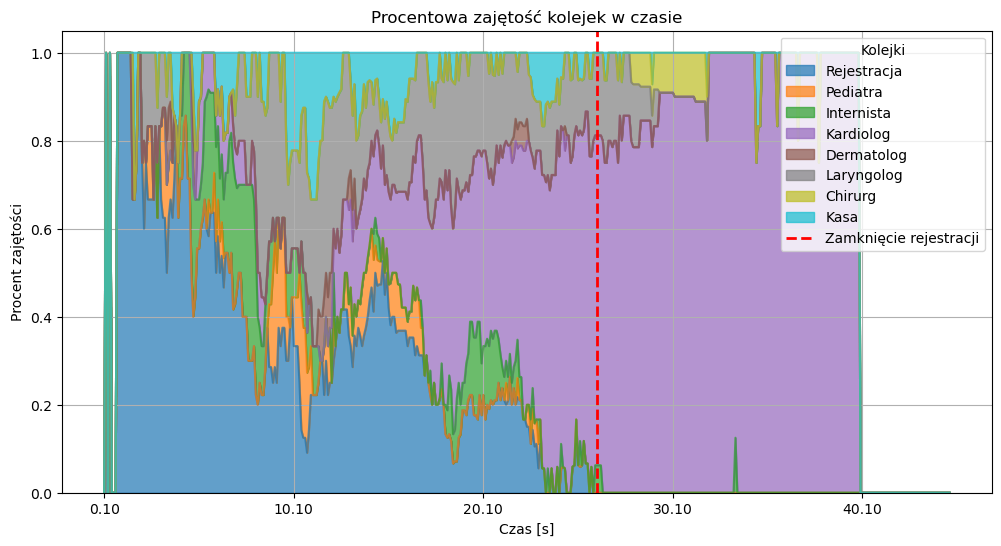 Procentowa zajętość kolejek w czasie
Procent zajętości
1.0
0.8
0.6
0.4
0.2
0.0
0.10
10.10
20.10
30.10
40.10
Czas [s]
Kolejki
Rejestracja
Pediatra
Internista
Kardiolog
Dermatolog
Laryngolog
Chirurg
Kasa
Zamknięcie rejestracji